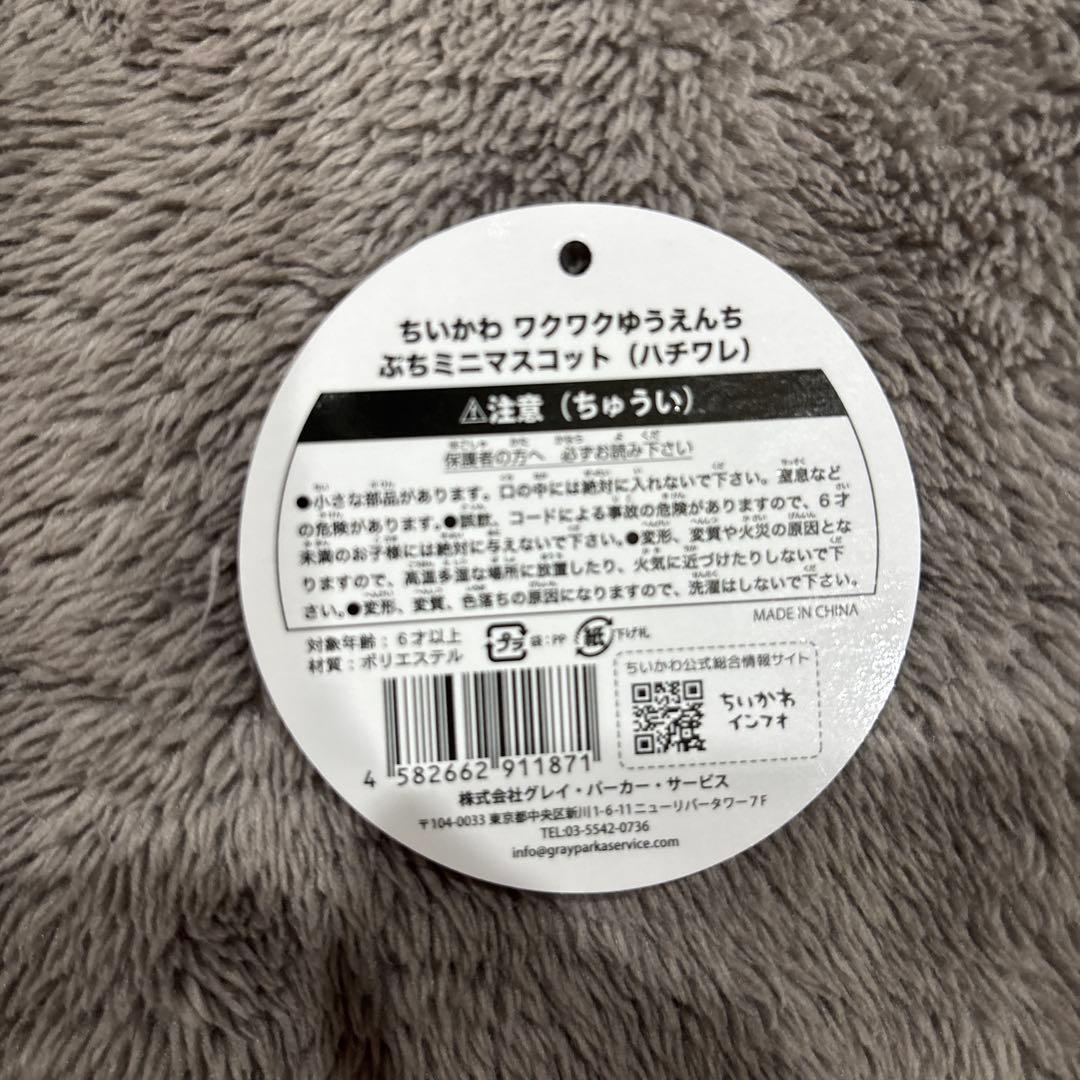 ちいかわ ワクワクゆうえんち
ぷちミニマスコット（ハチワレ）
⚠注意（ちゅうい）
保護者の方へ 必ずお読み下さい
●小さな部品があります。口の中には絶対に入れないで下さい。窒息など
の危険があります。●誤飲、コードによる事故の危険がありますので、6才
未満のお子様には絶対に与えないで下さい。●変形、変質や火災の原因とな
りますので、高温多湿な場所に放置したり、火気に近づけたりしないで下
さい。●変形、変質、色落ちの原因になりますので、洗濯はしないで下さい。
MADE IN CHINA
対象年齢：6才以上
材質：ポリエステル
プラ 袋：PP 紙 下げ札
ちいかわ公式総合情報サイト
ちいかわ
インフォ
4 582662 911871
株式会社グレイ・パーカー・サービス
〒104-0033 東京都中央区新川1-6-11ニューリバータワー7F
TEL:03-5542-0736
info@grayparkaservice.com